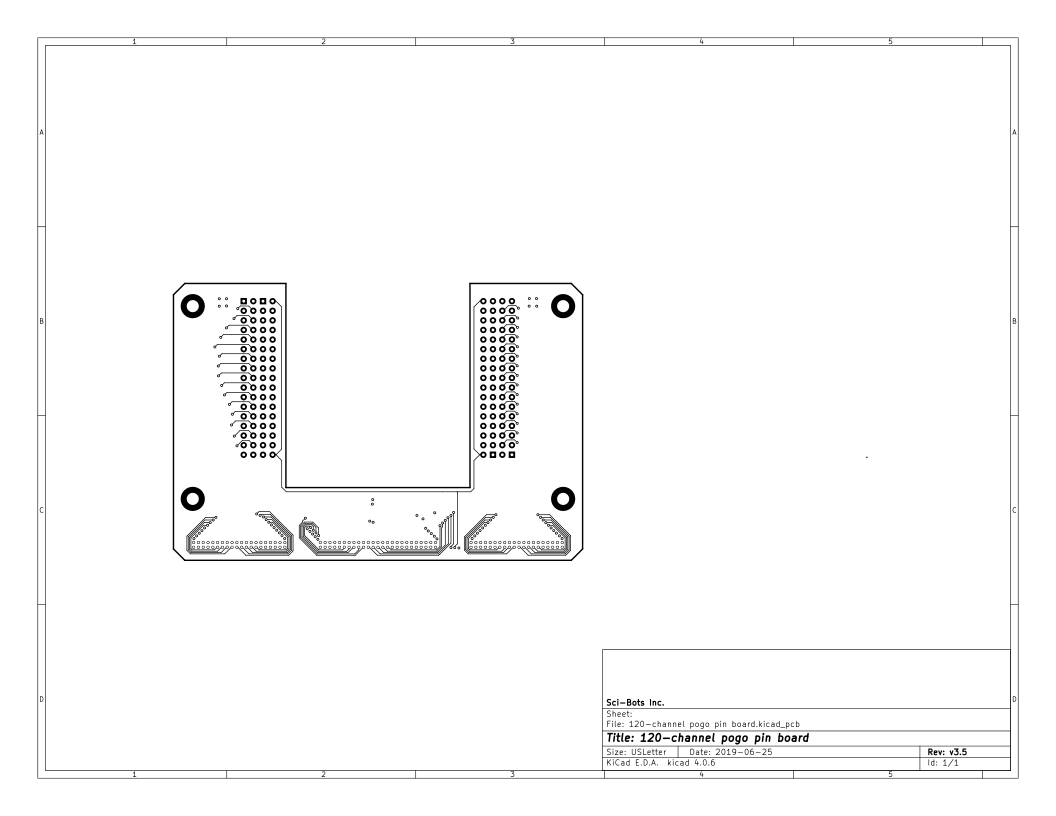 1 2 3 4 5
A A
B B
C C
D D
Sci-Bots Inc.
Sheet:
File: 120-channel pogo pin board.kicad_pcb
Title: 120-channel pogo pin board
Size: USLetter Date: 2019-06-25 Rev: v3.5
KiCad E.D.A. kicad 4.0.6 Id: 1/1
1 2 3 4 5